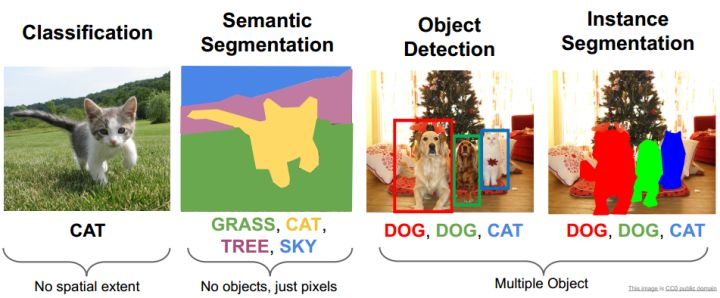 Classification
Semantic
Segmentation
Object
Detection
Instance
Segmentation
CAT
GRASS, CAT,
TREE, SKY
DOG, DOG, CAT
DOG, DOG, CAT
No spatial extent
No objects, just pixels
Multiple Object
This image is CC0 public domain